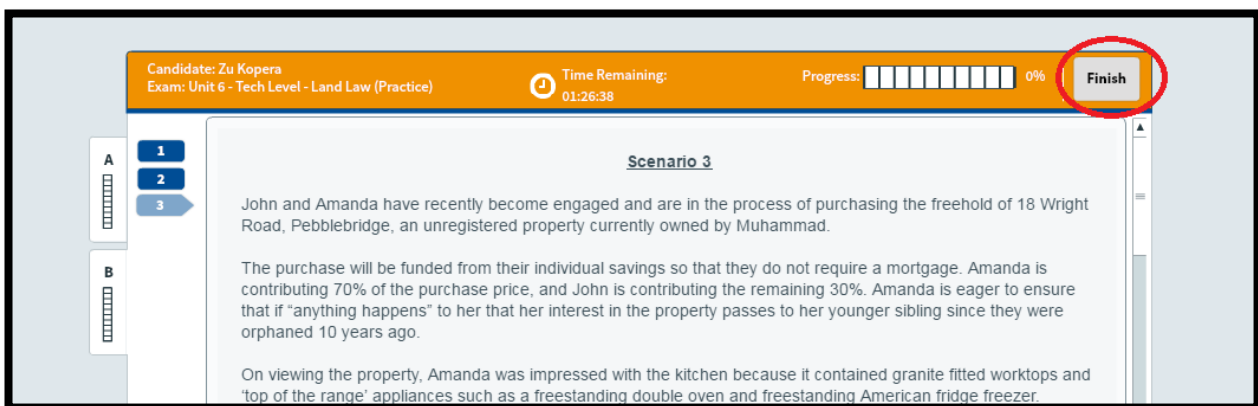 Candidate: Zu Kopera
Exam: Unit 6 - Tech Level - Land Law (Practice)
Time Remaining:
01:26:38
Progress:
0%
Finish
A
B
1
2
3
Scenario 3
John and Amanda have recently become engaged and are in the process of purchasing the freehold of 18 Wright
Road, Pebblebridge, an unregistered property currently owned by Muhammad.
The purchase will be funded from their individual savings so that they do not require a mortgage. Amanda is
contributing 70% of the purchase price, and John is contributing the remaining 30%. Amanda is eager to ensure
that if “anything happens” to her that her interest in the property passes to her younger sibling since they were
orphaned 10 years ago.
On viewing the property, Amanda was impressed with the kitchen because it contained granite fitted worktops and
‘top of the range’ appliances such as a freestanding double oven and freestanding American fridge freezer.